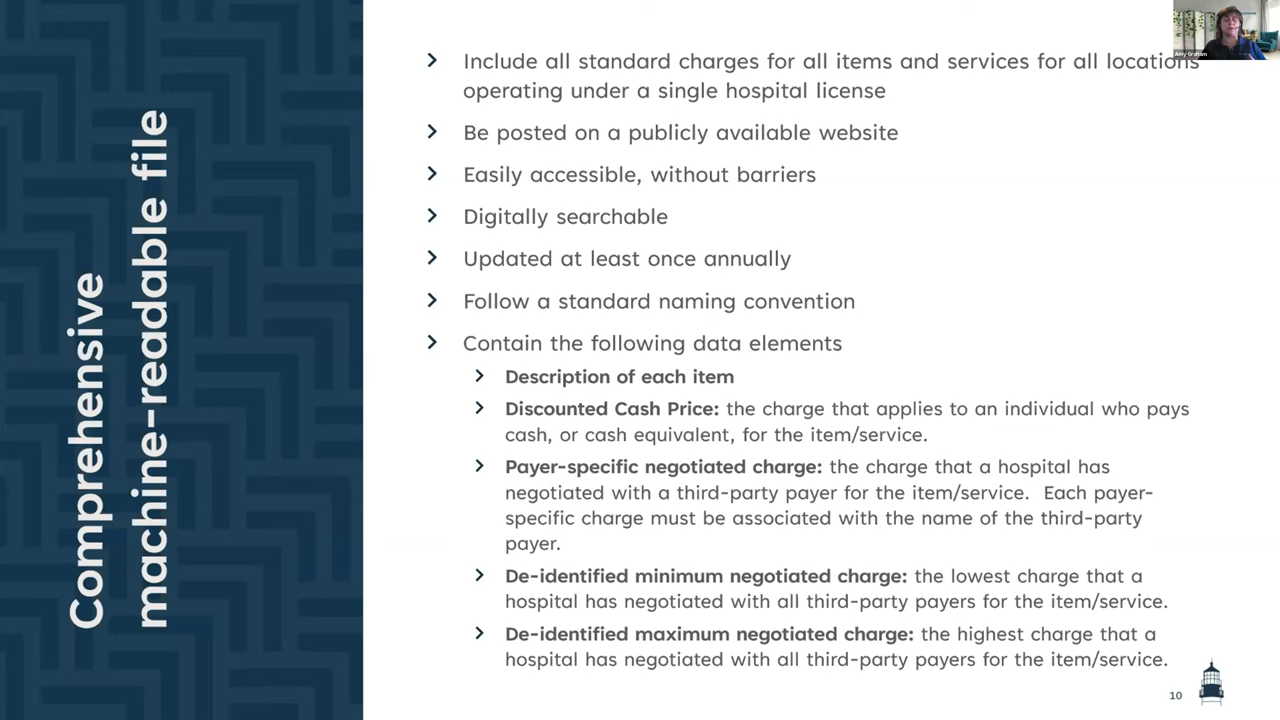 Comprehensive
machine-readable file
Include all standard charges for all items and services for all locations
operating under a single hospital license
Be posted on a publicly available website
Easily accessible, without barriers
Digitally searchable
Updated at least once annually
Follow a standard naming convention
Contain the following data elements
Description of each item
Discounted Cash Price: the charge that applies to an individual who pays
cash, or cash equivalent, for the item/service.
Payer-specific negotiated charge: the charge that a hospital has
negotiated with a third-party payer for the item/service. Each payer-
specific charge must be associated with the name of the third-party
payer.
De-identified minimum negotiated charge: the lowest charge that a
hospital has negotiated with all third-party payers for the item/service.
De-identified maximum negotiated charge: the highest charge that a
hospital has negotiated with all third-party payers for the item/service.
10
Amy Graham